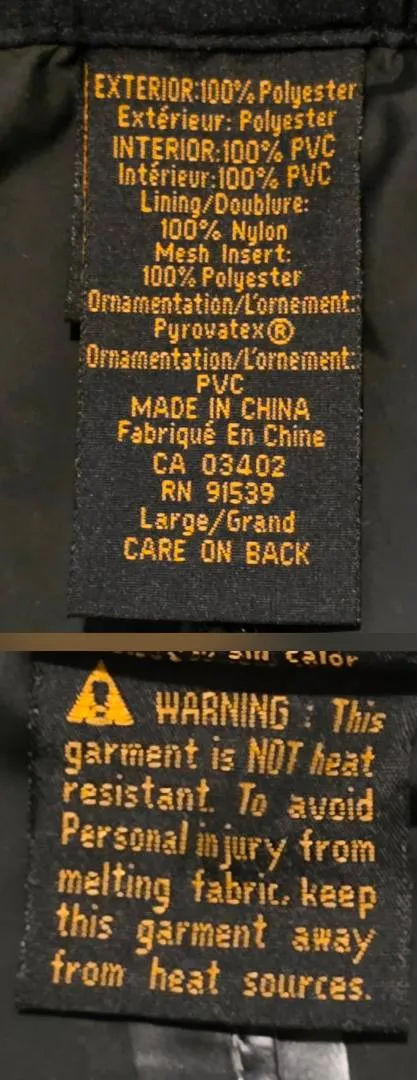 EXTERIOR:100% Polyester
Extérieur: Polyester
INTERIOR:100% PVC
Intérieur:100% PVC
Lining/Doublure:
100% Nylon
Mesh Insert:
100% Polyester
Ornamentation/L'ornement:
Pyrovatex®
Ornamentation/L'ornement:
PVC
MADE IN CHINA
Fabriqué En Chine
CA 03402
RN 91539
Large/Grand
CARE ON BACK
sin calor
WARNING : This
garment is NOT heat
resistant. To avoid
Personal injury from
melting fabric. keep
this garment away
from heat sources.